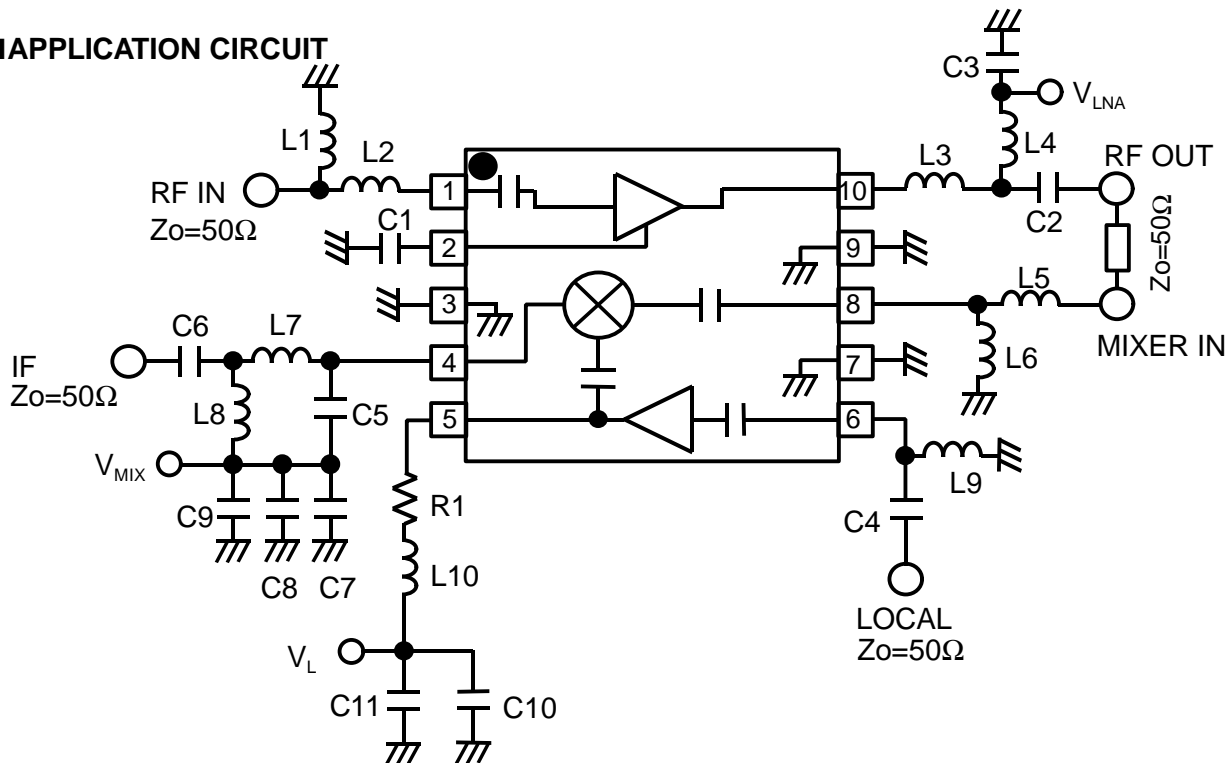 APPLICATION CIRCUIT
C3
V_LNA
L1
L2
L3
L4
RF OUT
RF IN
Zo=50Ω
1
10
C2
Zo=50Ω
C1
2
9
3
8
L5
MIXER IN
L6
C6
L7
IF
Zo=50Ω
4
7
L8
C5
5
6
V_MIX
L9
C9
C8
C7
R1
C4
L10
LOCAL
Zo=50Ω
V_L
C11
C10